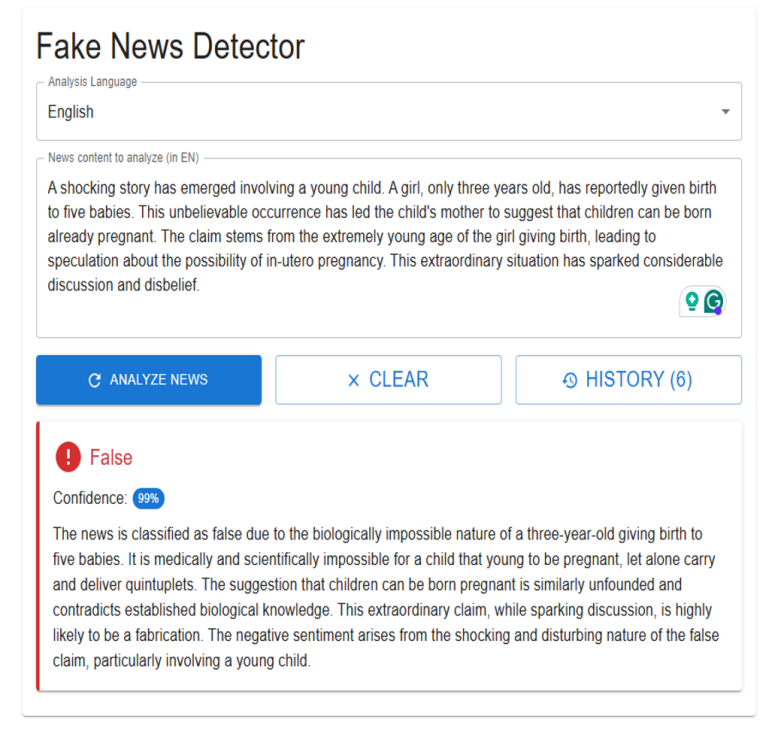 Fake News Detector
Analysis Language
English
News content to analyze (in EN)
A shocking story has emerged involving a young child. A girl, only three years old, has reportedly given birth
to five babies. This unbelievable occurrence has led the child's mother to suggest that children can be born
already pregnant. The claim stems from the extremely young age of the girl giving birth, leading to
speculation about the possibility of in-utero pregnancy. This extraordinary situation has sparked considerable
discussion and disbelief.
ANALYZE NEWS
CLEAR
HISTORY (6)
False
Confidence: 99%
The news is classified as false due to the biologically impossible nature of a three-year-old giving birth to
five babies. It is medically and scientifically impossible for a child that young to be pregnant, let alone carry
and deliver quintuplets. The suggestion that children can be born pregnant is similarly unfounded and
contradicts established biological knowledge. This extraordinary claim, while sparking discussion, is highly
likely to be a fabrication. The negative sentiment arises from the shocking and disturbing nature of the false
claim, particularly involving a young child.